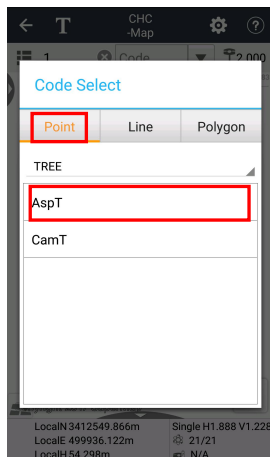 CHC
T
-Map
1
Code
2.000
Code Select
Point
Line
Polygon
TREE
AspT
CamT
LocalN 3412549.866m
Single H1.888 V1.228
LocalE 499936.122m
21/21
LocalH 54.298m
N/A